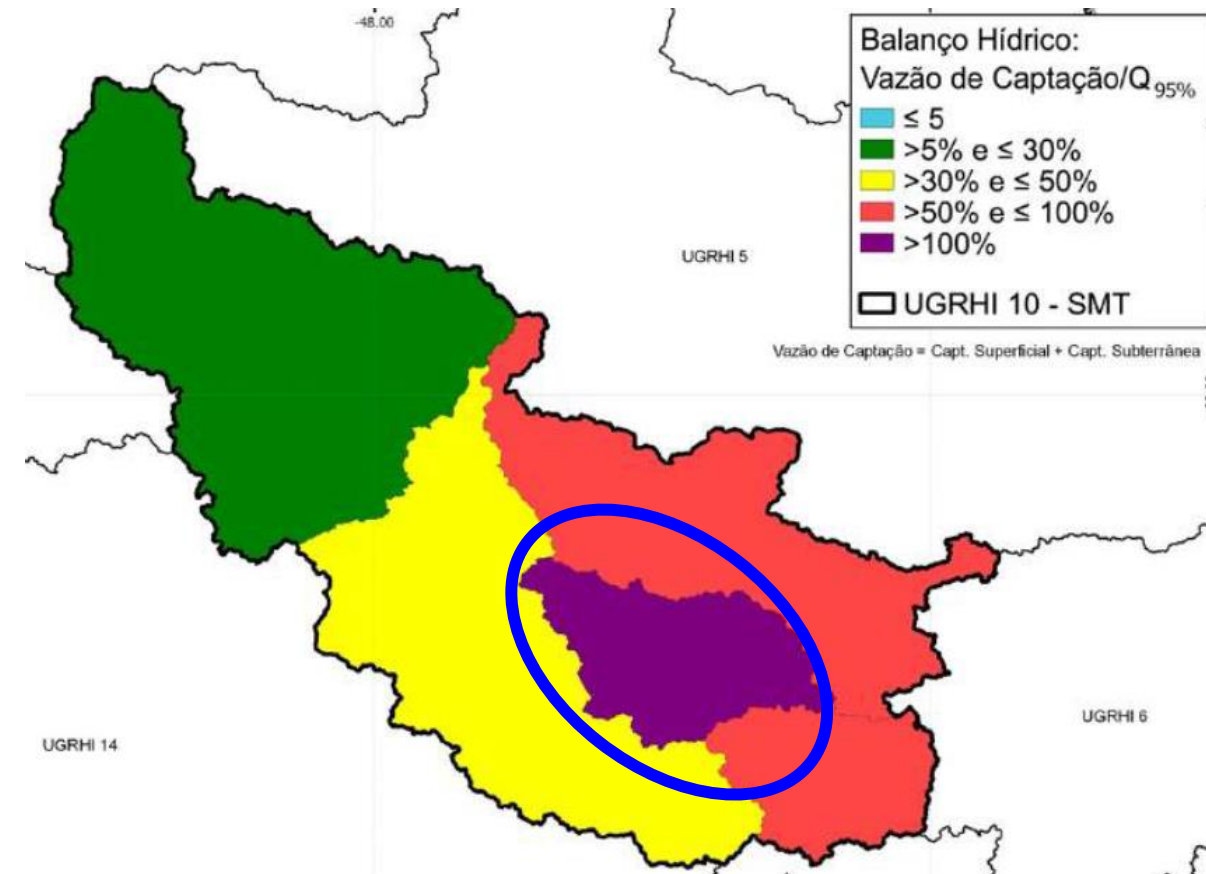 -48.00
Balanço Hídrico:
Vazão de Captação/Q95%
≤ 5
>5% e ≤ 30%
>30% e ≤ 50%
>50% e ≤ 100%
>100%
UGRHI 10 - SMT
Vazão de Captação = Capt. Superficial + Capt. Subterrânea
UGRHI 5
UGRHI 6
UGRHI 14